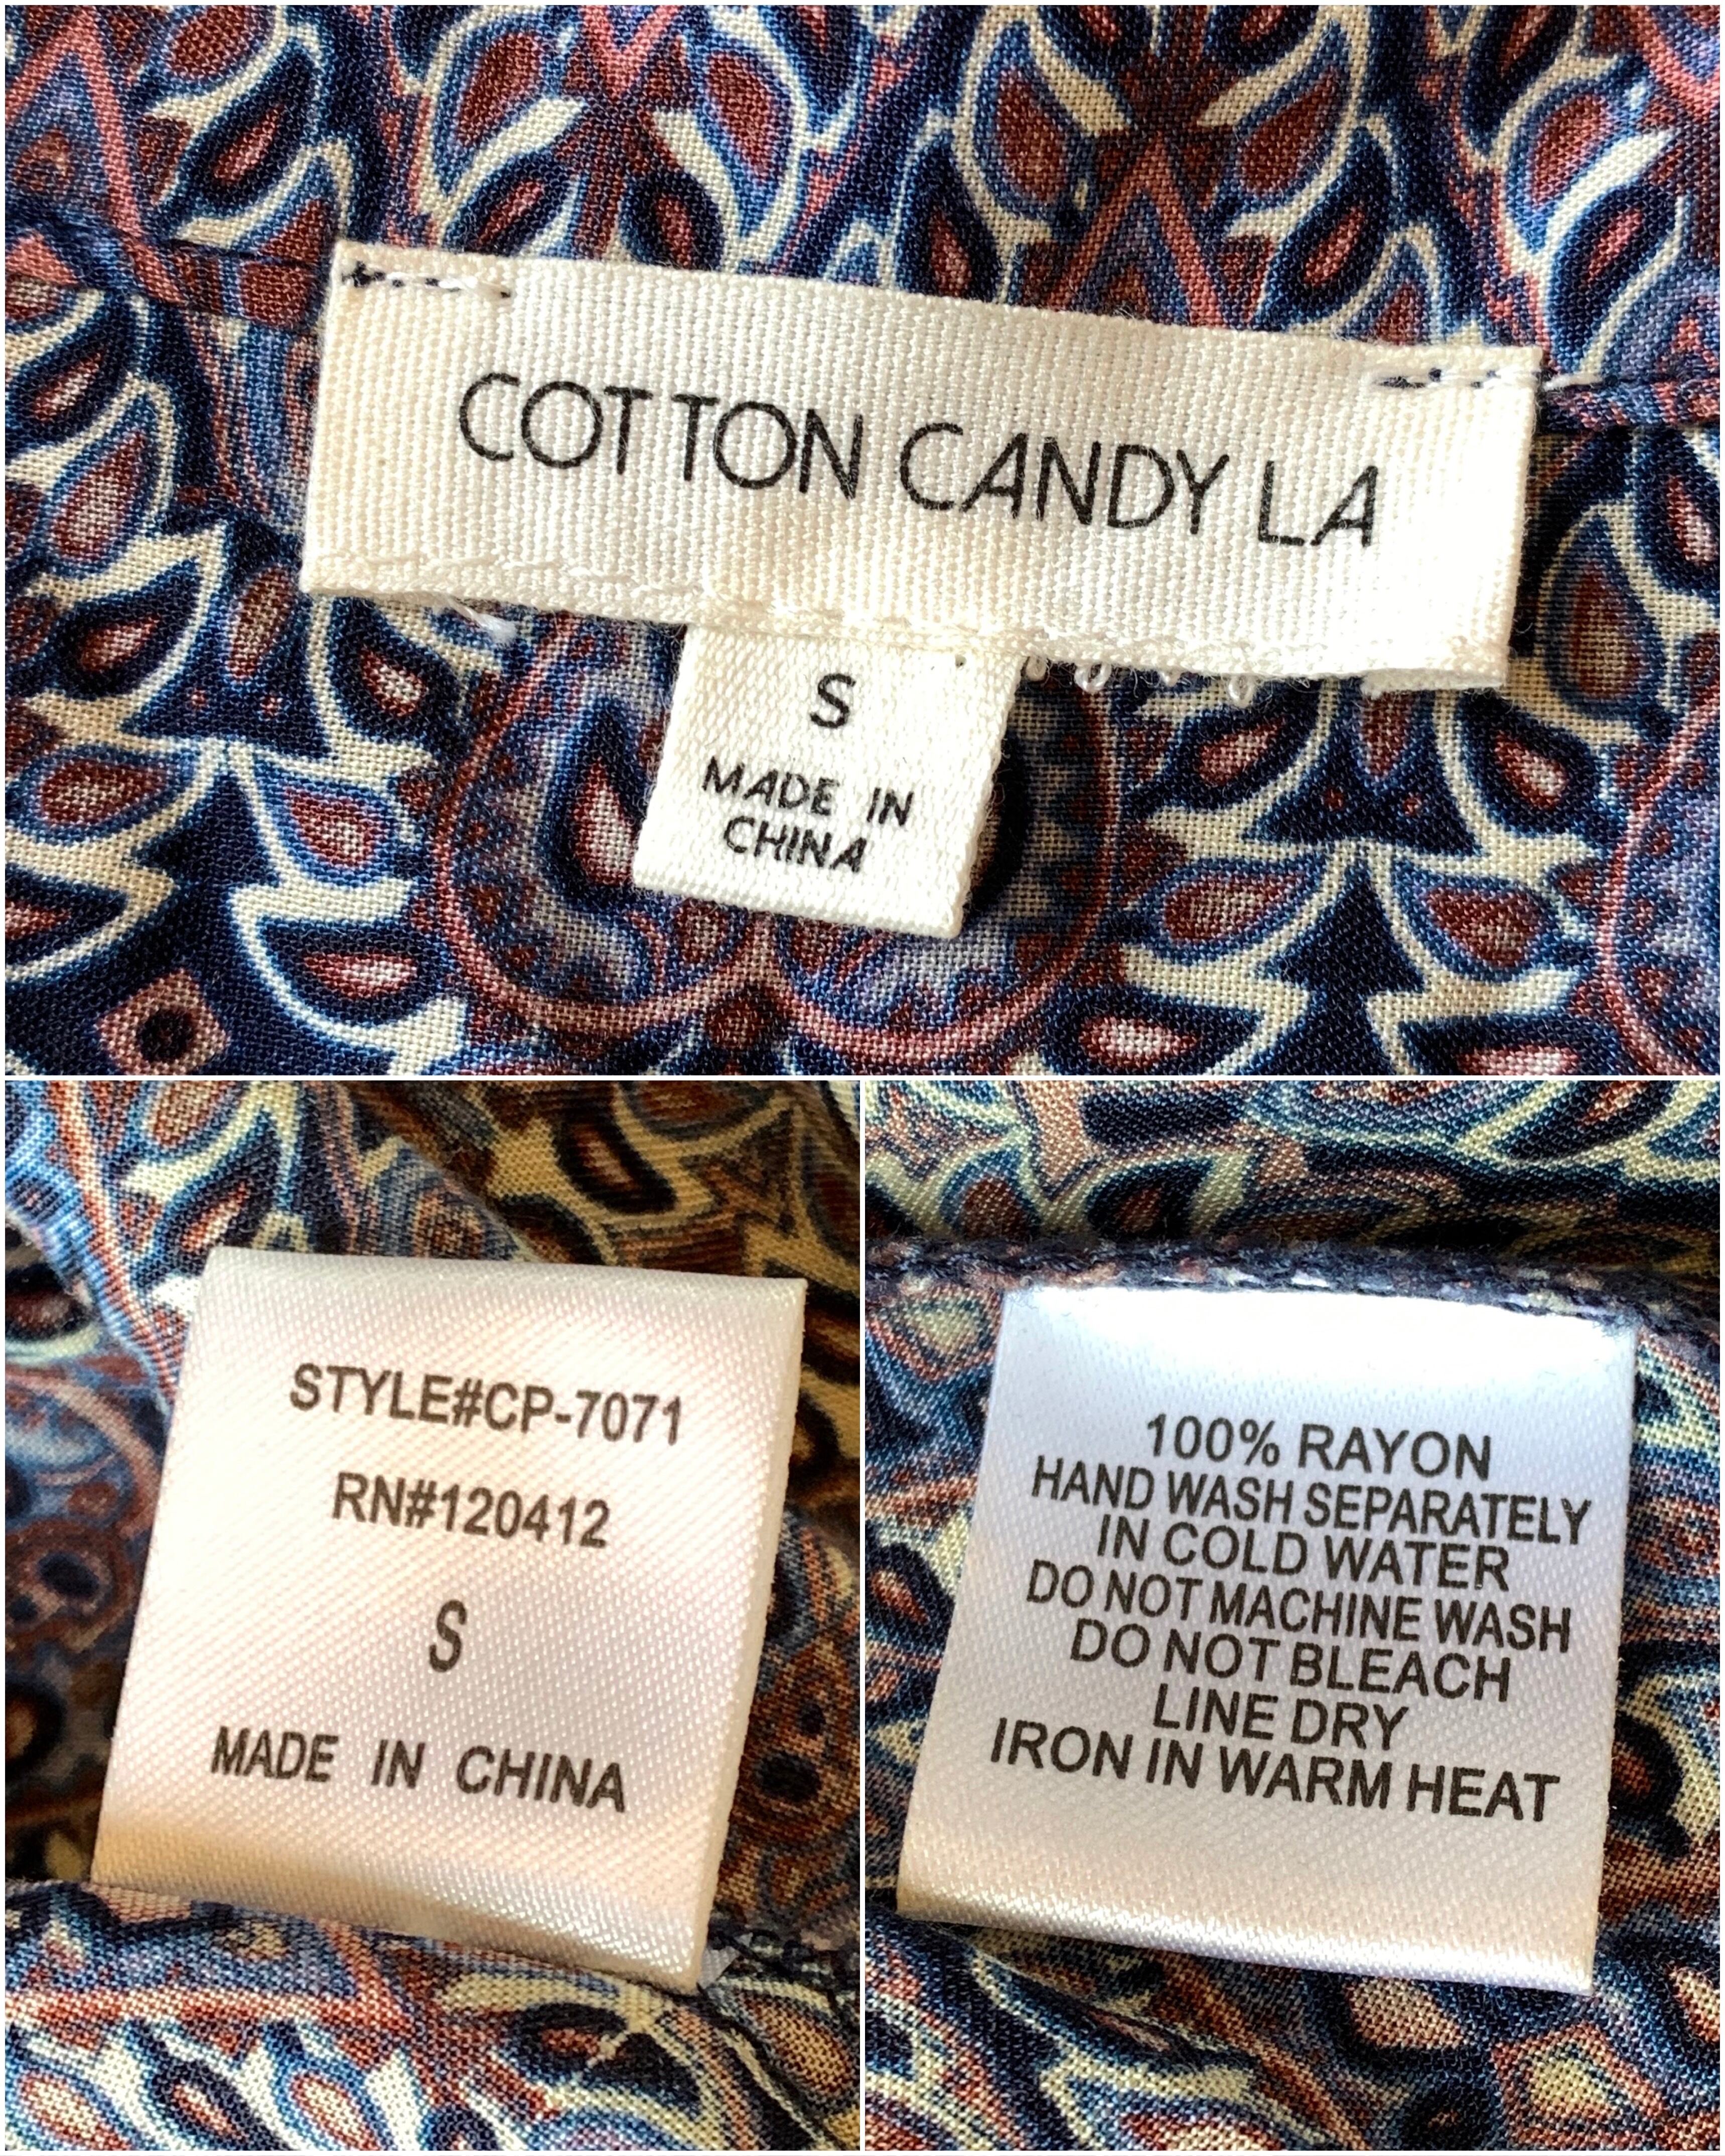 COTTON CANDY LA
S
MADE IN
CHINA
STYLE#CP-7071
RN#120412
S
MADE IN CHINA
100% RAYON
HAND WASH SEPARATELY
IN COLD WATER
DO NOT MACHINE WASH
DO NOT BLEACH
LINE DRY
IRON IN WARM HEAT